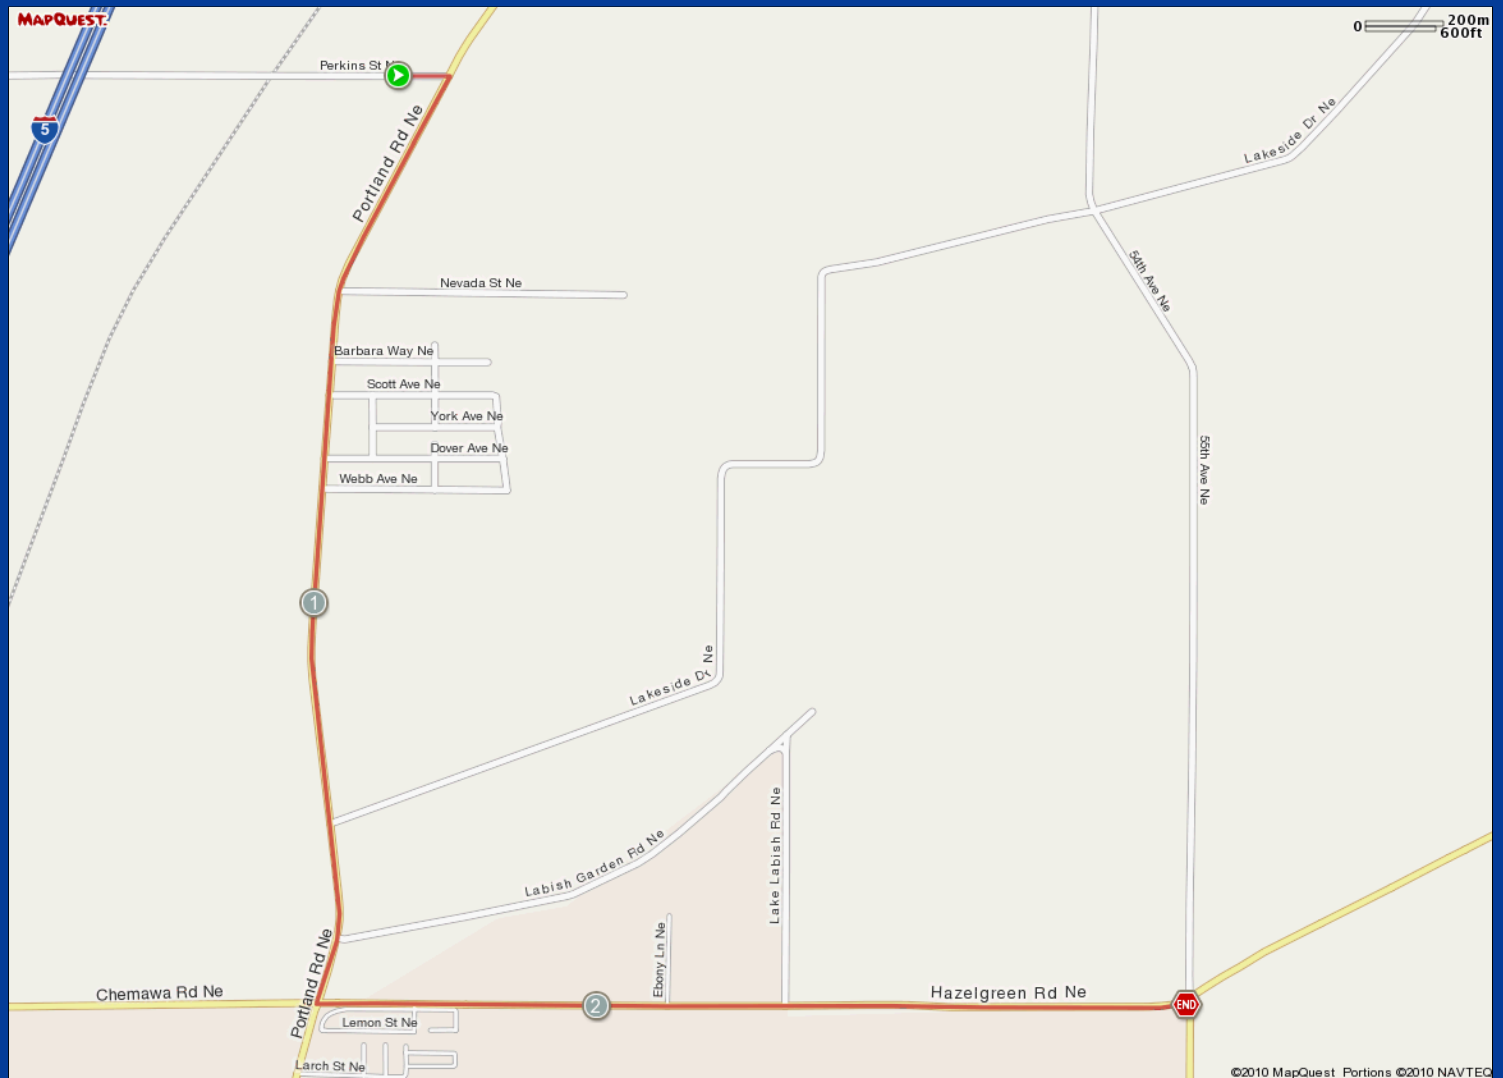 MAPQUEST.
0 200m
600ft
Perkins St
5
Portland Rd Ne
Lakeside Dr Ne
54th Ave Ne
Nevada St Ne
Barbara Way Ne
Scott Ave Ne
York Ave Ne
Dover Ave Ne
Webb Ave Ne
55th Ave Ne
1
Lakeside Dr Ne
Labish Garden Rd Ne
Lake Labish Rd Ne
Ebony Ln Ne
Portland Rd Ne
Chemawa Rd Ne
2
Hazelgreen Rd Ne
END
Lemon St Ne
Larch St Ne
©2010 MapQuest Portions ©2010 NAVTEQ